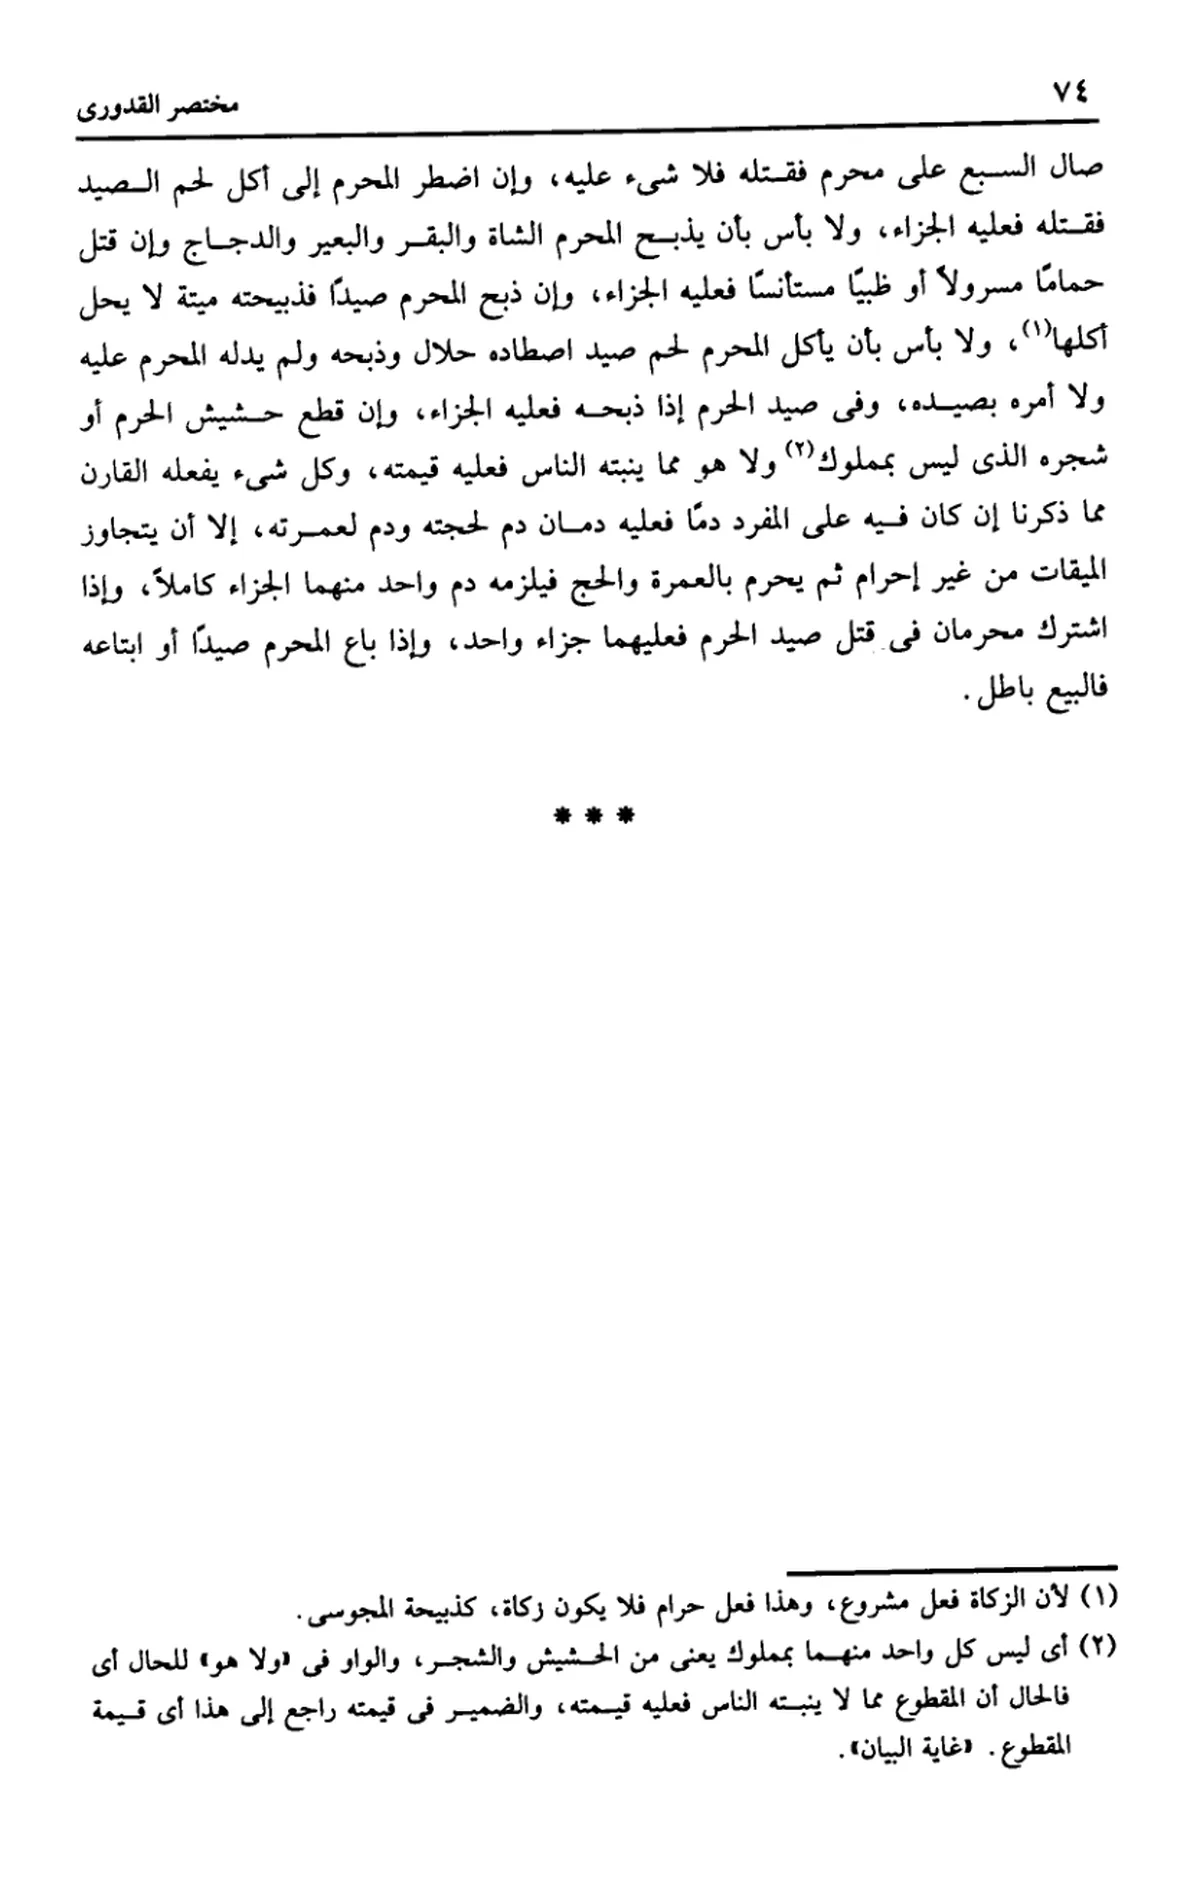 ٧٤
مختصر القدورى
صال السبع على محرم فقتله فلا شىء عليه، وإن اضطر المحرم إلى أكل لحم الصيد
فقتله فعليه الجزاء، ولا بأس بأن يذبح المحرم الشاة والبقر والبعير والدجاج وإن قتل
حمامًا مسرولاً أو ظبيًا مستأنسًا فعليه الجزاء، وإن ذبح المحرم صيدًا فذبيحته ميتة لا يحل
أكلها(١)، ولا بأس بأن يأكل المحرم لحم صيد اصطاده حلال وذبحه ولم يدله المحرم عليه
ولا أمره بصيده، وفى صيد الحرم إذا ذبحه فعليه الجزاء، وإن قطع حشيش الحرم أو
شجره الذى ليس بمملوك(٢) ولا هو مما ينبته الناس فعليه قيمته، وكل شىء يفعله القارن
مما ذكرنا إن كان فيه على المفرد دمًا فعليه دمان دم لحجته ودم لعمرته، إلا أن يتجاوز
الميقات من غير إحرام ثم يحرم بالعمرة والحج فيلزمه دم واحد منهما الجزاء كاملاً، وإذا
اشترك محرمان فى قتل صيد الحرم فعليهما جزاء واحد، وإذا باع المحرم صيدًا أو ابتاعه
فالبيع باطل.
* * *
(١) لأن الزكاة فعل مشروع، وهذا فعل حرام فلا يكون زكاة، كذبيحة المجوسى.
(٢) أى ليس كل واحد منهما بمملوك يعنى من الحشيش والشجر، والواو فى «ولا هو» للحال أى
فالحال أن المقطوع مما لا ينبته الناس فعليه قيمته، والضمير فى قيمته راجع إلى هذا أى قيمة
المقطوع. «غاية البيان».